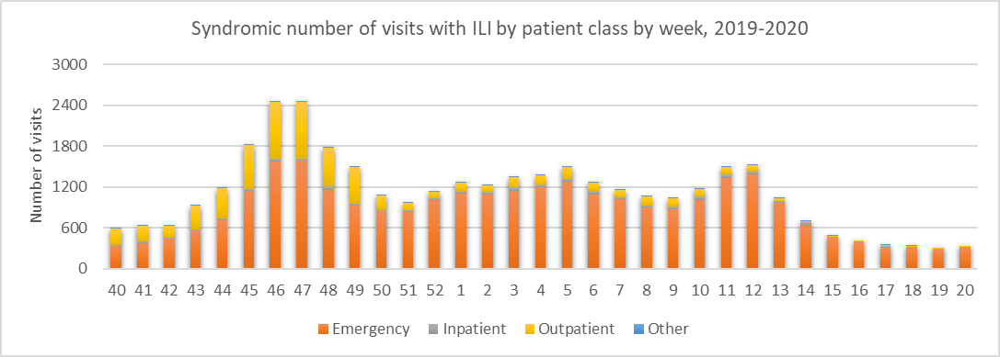 Syndromic number of visits with ILI by patient class by week, 2019-2020
Number of visits
3000
2400
1800
1200
600
0
40 41 42 43 44 45 46 47 48 49 50 51 52 1 2 3 4 5 6 7 8 9 10 11 12 13 14 15 16 17 18 19 20
Emergency Inpatient Outpatient Other